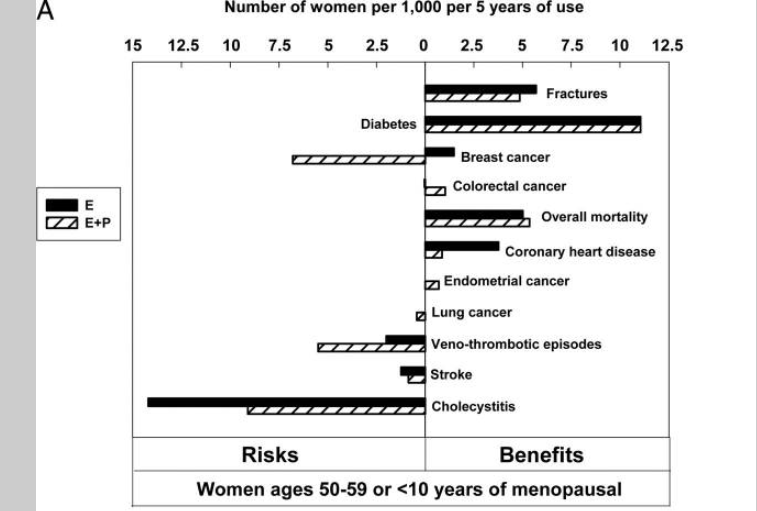 A
Number of women per 1,000 per 5 years of use
15 12.5 10 7.5 5 2.5 0 2.5 5 7.5 10 12.5
Fractures
Diabetes
Breast cancer
Colorectal cancer
E
E+P
Overall mortality
Coronary heart disease
Endometrial cancer
Lung cancer
Veno-thrombotic episodes
Stroke
Cholecystitis
Risks Benefits
Women ages 50-59 or <10 years of menopausal